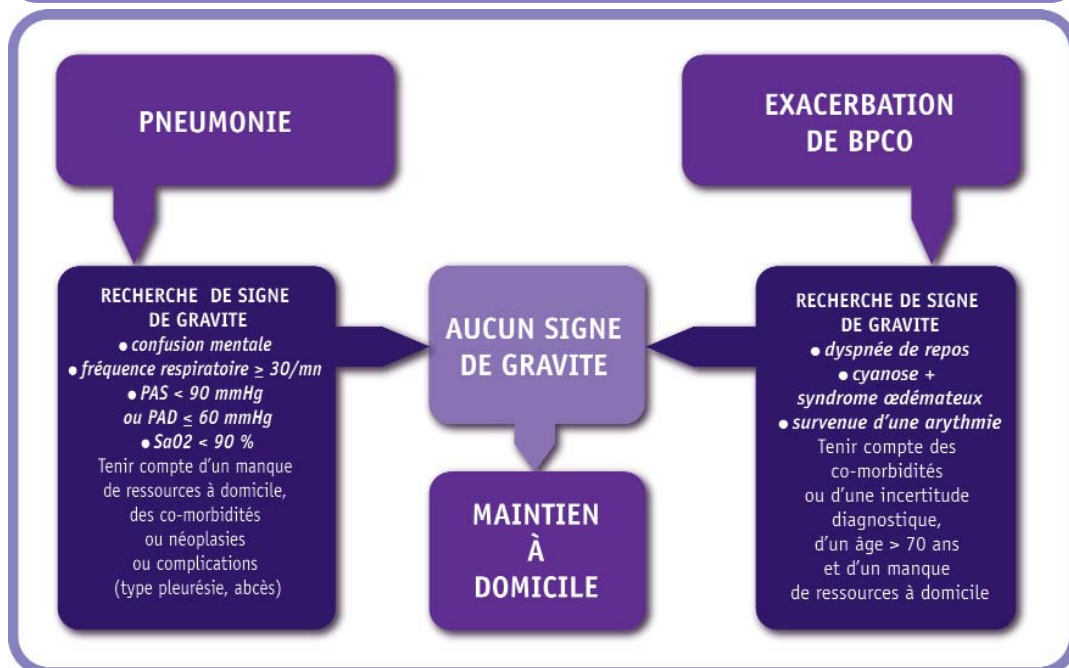 PNEUMONIE
EXACERBATION
DE BPCO
RECHERCHE DE SIGNE
DE GRAVITE
● confusion mentale
● fréquence respiratoire ≥ 30/mn
● PAS < 90 mmHg
ou PAD ≤ 60 mmHg
● SaO2 < 90 %
Tenir compte d'un manque
de ressources à domicile,
des co-morbidités
ou néoplasies
ou complications
(type pleurésie, abcès)
AUCUN SIGNE
DE GRAVITE
MAINTIEN
À
DOMICILE
RECHERCHE DE SIGNE
DE GRAVITE
● dyspnée de repos
● cyanose +
syndrome œdémateux
● survenue d'une arythmie
Tenir compte des
co-morbidités
ou d'une incertitude
diagnostique,
d'un âge > 70 ans
et d'un manque
de ressources à domicile